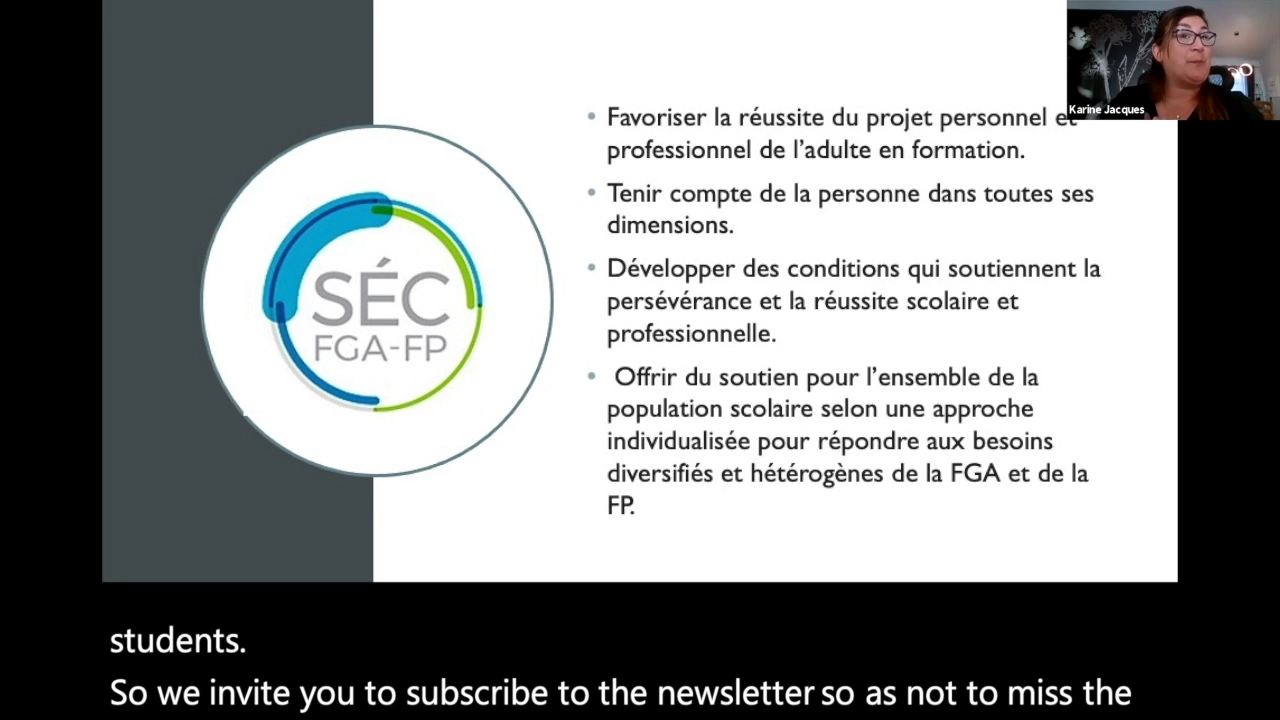 Karine Jacques
SÉC
FGA-FP
• Favoriser la réussite du projet personnel et
professionnel de l’adulte en formation.
• Tenir compte de la personne dans toutes ses
dimensions.
• Développer des conditions qui soutiennent la
persévérance et la réussite scolaire et
professionnelle.
• Offrir du soutien pour l’ensemble de la
population scolaire selon une approche
individualisée pour répondre aux besoins
diversifiés et hétérogènes de la FGA et de la
FP.
students.
So we invite you to subscribe to the newsletter so as not to miss the